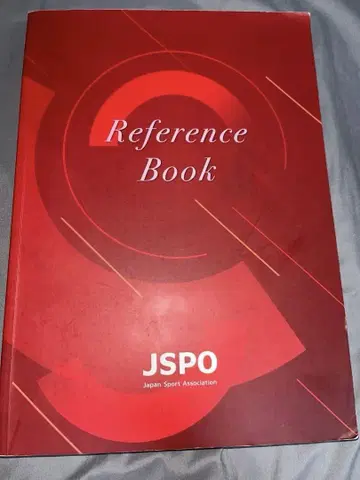 Reference
Book
JSPO
Japan Sport Association